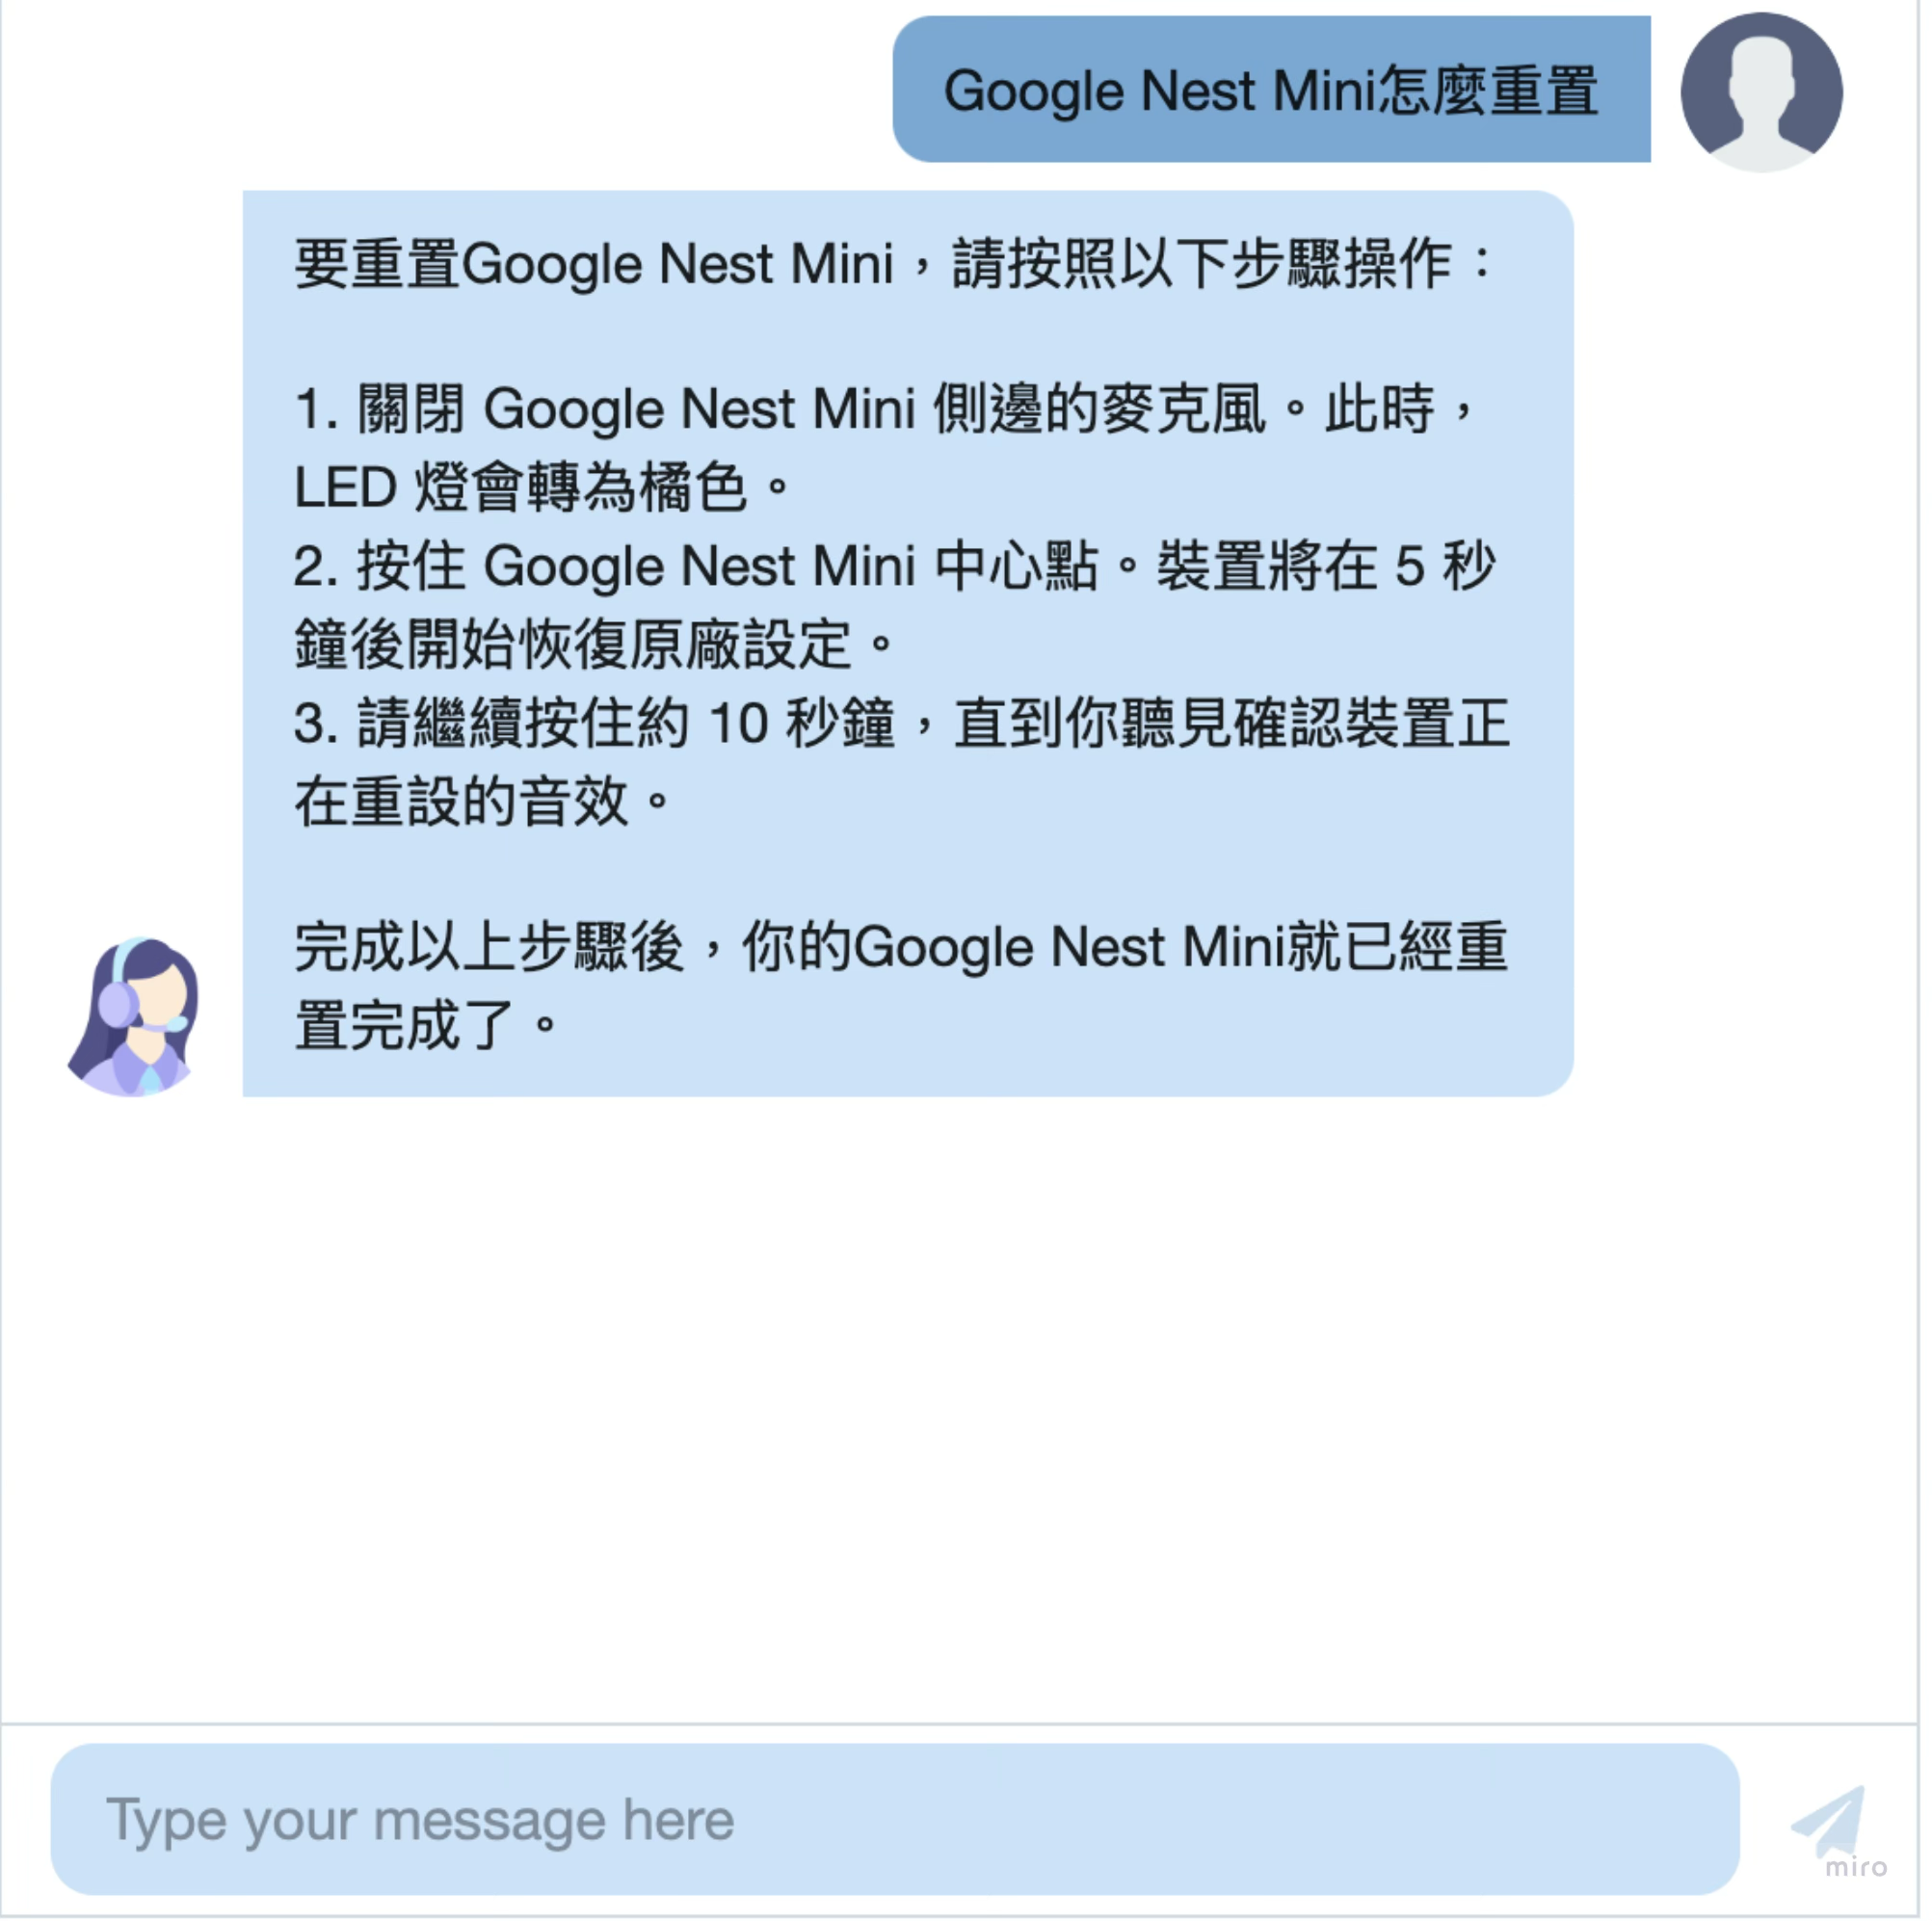 Google Nest Mini怎麼重置
要重置Google Nest Mini，請按照以下步驟操作：
1. 關閉 Google Nest Mini 側邊的麥克風。此時，
LED 燈會轉為橘色。
2. 按住 Google Nest Mini 中心點。裝置將在 5 秒
鐘後開始恢復原廠設定。
3. 請繼續按住約 10 秒鐘，直到你聽見確認裝置正
在重設的音效。
完成以上步驟後，你的Google Nest Mini就已經重
置完成了。
Type your message here
miro